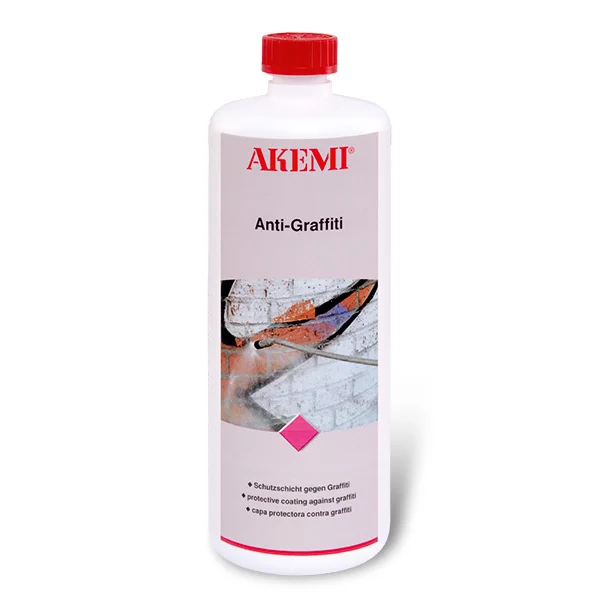 AKEMI®
Anti-Graffiti
◆ Schutzschicht gegen Graffiti
◆ protective coating against graffiti
◆ capa protectora contra graffiti